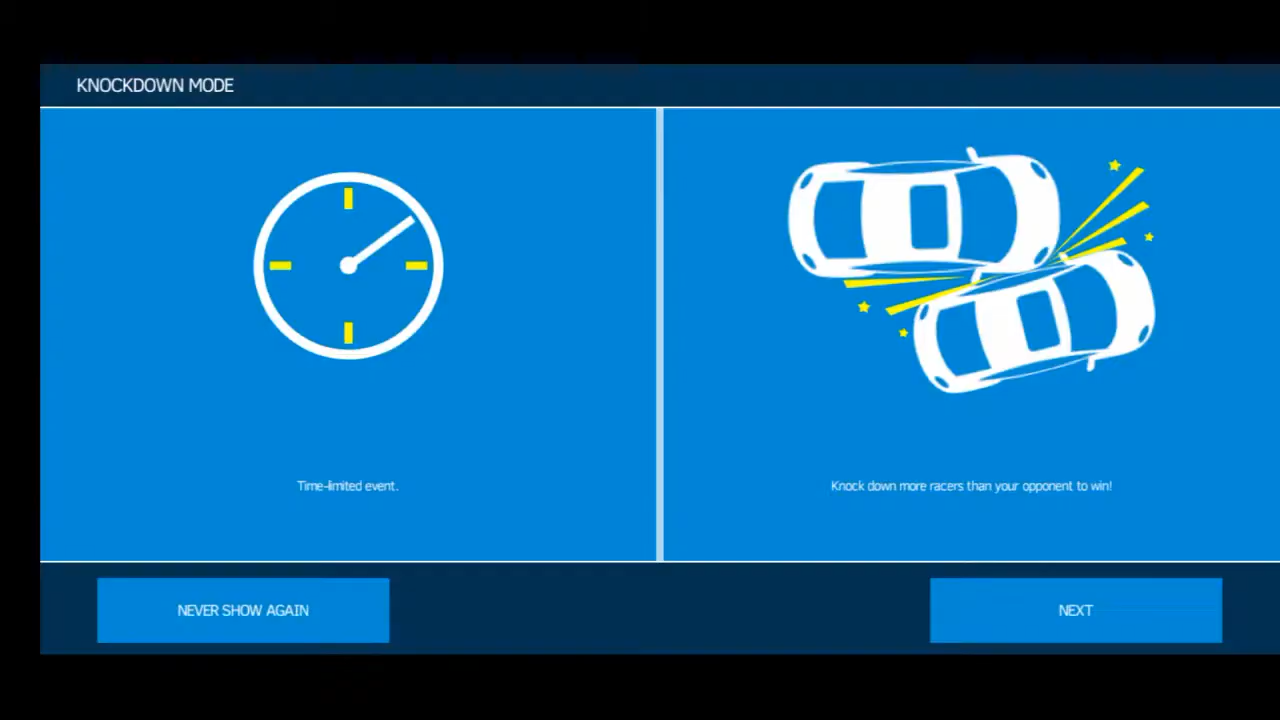 KNOCKDOWN MODE
Time-limited event.
Knock down more racers than your opponent to win!
NEVER SHOW AGAIN
NEXT